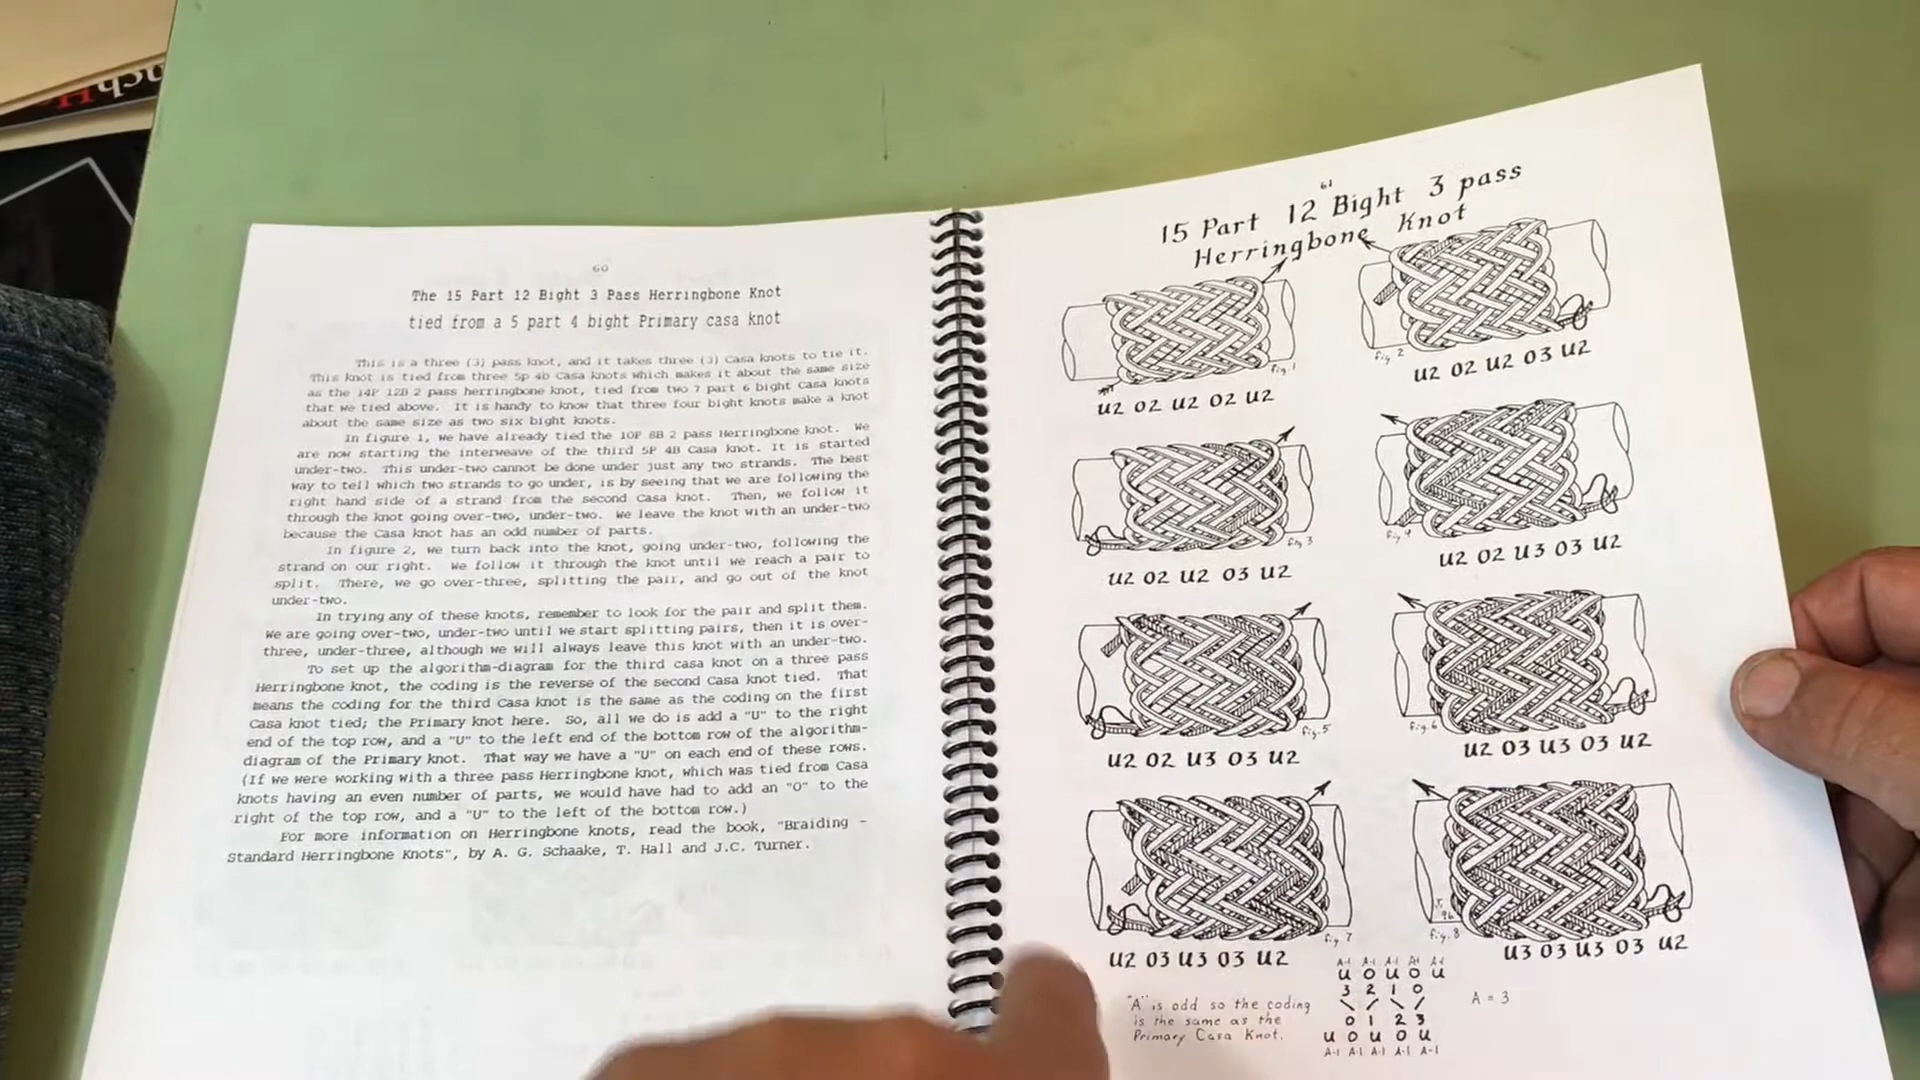 60
The 15 Part 12 Bight 3 Pass Herringbone Knot
tied from a 5 part 4 bight Primary casa knot
This is a three (3) pass knot, and it takes three (3) Casa knots to tie it.
This knot is tied from three 5p 4b Casa knots which makes it about the same size
as the 14P 12B 2 pass herringbone knot, tied from two 7 part 6 bight Casa knots
that we tied above. It is handy to know that three four bight knots make a knot
about the same size as two six bight knots.
In figure 1, we have already tied the 10P 8B 2 pass Herringbone knot. We
are now starting the interweave of the third 5P 4B Casa knot. It is started
under-two. This under-two cannot be done under just any two strands. The best
way to tell which two strands to go under, is by seeing that we are following the
right hand side of a strand from the second Casa knot. Then, we follow it
through the knot going over-two, under-two. We leave the knot with an under-two
because the Casa knot has an odd number of parts.
In figure 2, we turn back into the knot, going under-two, following the
strand on our right. We follow it through the knot until we reach a pair to
split. There, we go over-three, splitting the pair, and go out of the knot
under-two.
In trying any of these knots, remember to look for the pair and split them.
We are going over-two, under-two until we start splitting pairs, then it is over-
three, under-three, although we will always leave this knot with an under-two.
To set up the algorithm-diagram for the third casa knot on a three pass
Herringbone knot, the coding is the reverse of the second Casa knot tied. That
means the coding for the third Casa knot is the same as the coding on the first
Casa knot tied; the Primary knot here. So, all we do is add a "U" to the right
end of the top row, and a "U" to the left end of the bottom row of the algorithm-
diagram of the Primary knot. That way we have a "U" on each end of these rows.
(If we were working with a three pass Herringbone knot, which was tied from Casa
knots having an even number of parts, we would have had to add an "O" to the
right of the top row, and a "U" to the left of the bottom row.)
For more information on Herringbone knots, read the book, "Braiding -
Standard Herringbone Knots", by A. G. Schaake, T. Hall and J.C. Turner.
61
15 Part 12 Bight 3 pass
Herringbone Knot
fig. 1
U2 O2 U2 O2 U2
fig 2
U2 O2 U2 O3 U2
fig. 3
U2 O2 U2 O3 U2
fig. 4
U2 O2 U3 O3 U2
fig. 5
U2 O2 U3 O3 U2
fig. 6
U2 O3 U3 O3 U2
fig. 7
U2 O3 U3 O3 U2
fig. 8
U3 O3 U3 O3 U2
"A" is odd so the coding
is the same as the
Primary Casa Knot.
A-1 A-1 A-1 A-1 A-1
U O U O U
3 2 1 0
\ / \ /
0 1 2 3
U O U O U
A-1 A-1 A-1 A-1 A-1
A = 3